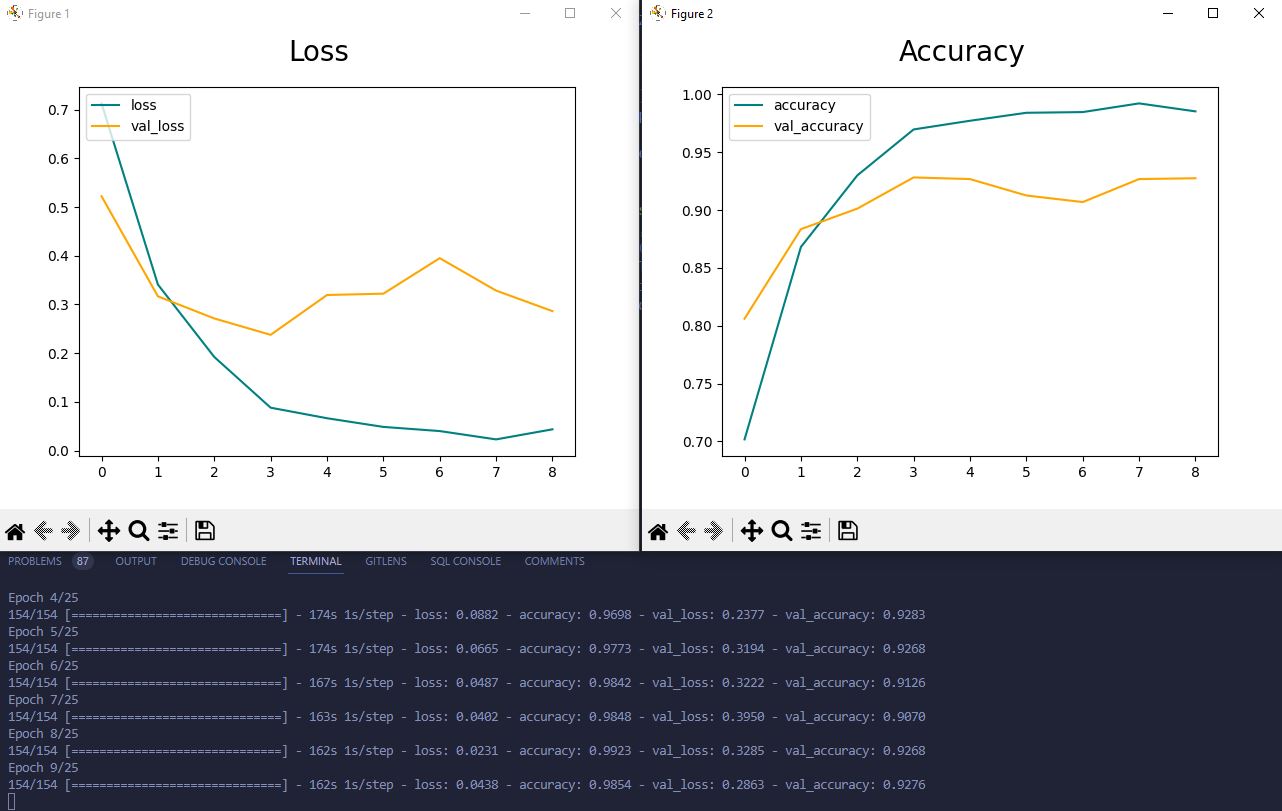 Figure 1
Loss
loss
val_loss
0.7
0.6
0.5
0.4
0.3
0.2
0.1
0.0
0 1 2 3 4 5 6 7 8
Figure 2
Accuracy
accuracy
val_accuracy
1.00
0.95
0.90
0.85
0.80
0.75
0.70
0 1 2 3 4 5 6 7 8
PROBLEMS 87 OUTPUT DEBUG CONSOLE TERMINAL GITLENS SQL CONSOLE COMMENTS
Epoch 4/25
154/154 [==============================] - 174s 1s/step - loss: 0.0882 - accuracy: 0.9698 - val_loss: 0.2377 - val_accuracy: 0.9283
Epoch 5/25
154/154 [==============================] - 174s 1s/step - loss: 0.0665 - accuracy: 0.9773 - val_loss: 0.3194 - val_accuracy: 0.9268
Epoch 6/25
154/154 [==============================] - 167s 1s/step - loss: 0.0487 - accuracy: 0.9842 - val_loss: 0.3222 - val_accuracy: 0.9126
Epoch 7/25
154/154 [==============================] - 163s 1s/step - loss: 0.0402 - accuracy: 0.9848 - val_loss: 0.3950 - val_accuracy: 0.9070
Epoch 8/25
154/154 [==============================] - 162s 1s/step - loss: 0.0231 - accuracy: 0.9923 - val_loss: 0.3285 - val_accuracy: 0.9268
Epoch 9/25
154/154 [==============================] - 162s 1s/step - loss: 0.0438 - accuracy: 0.9854 - val_loss: 0.2863 - val_accuracy: 0.9276